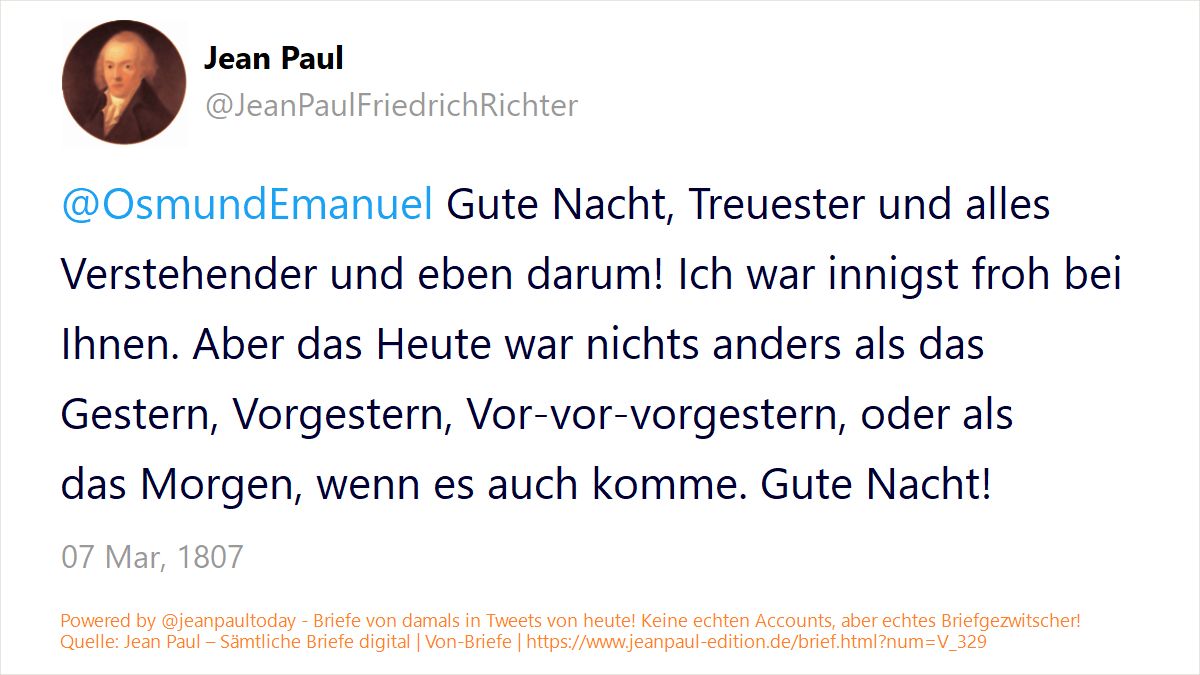 Jean Paul
@JeanPaulFriedrichRichter
@OsmundEmanuel Gute Nacht, Treuester und alles
Verstehender und eben darum! Ich war innigst froh bei
Ihnen. Aber das Heute war nichts anders als das
Gestern, Vorgestern, Vor-vor-vorgestern, oder als
das Morgen, wenn es auch komme. Gute Nacht!
07 Mar, 1807
Powered by @jeanpaultoday - Briefe von damals in Tweets von heute! Keine echten Accounts, aber echtes Briefgezwitscher!
Quelle: Jean Paul – Sämtliche Briefe digital | Von-Briefe | https://www.jeanpaul-edition.de/brief.html?num=V_329